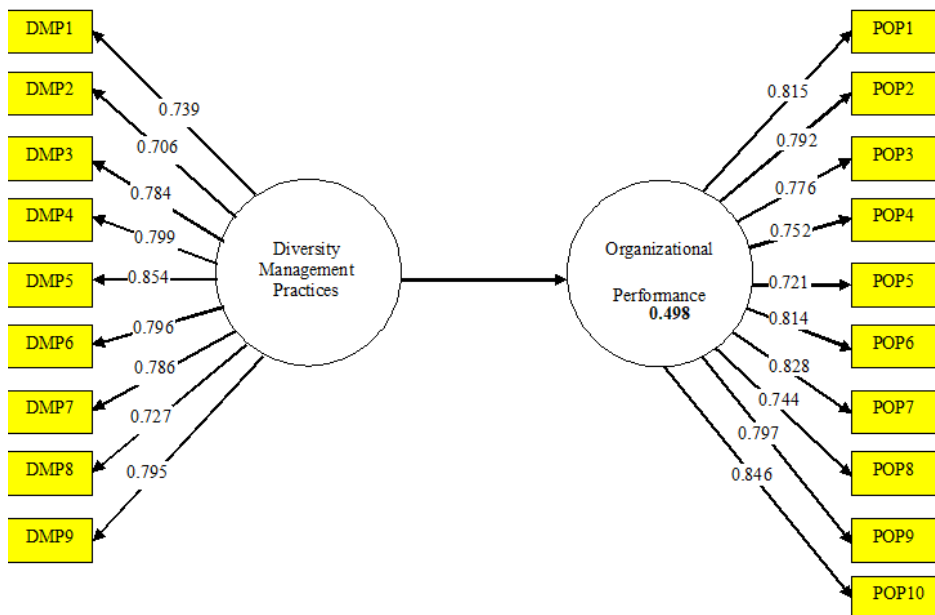 DMP1
DMP2
DMP3
DMP4
DMP5
DMP6
DMP7
DMP8
DMP9
0.739
0.706
0.784
0.799
0.854
0.796
0.786
0.727
0.795
Diversity
Management
Practices
Organizational
Performance
0.498
0.815
0.792
0.776
0.752
0.721
0.814
0.828
0.744
0.797
0.846
POP1
POP2
POP3
POP4
POP5
POP6
POP7
POP8
POP9
POP10